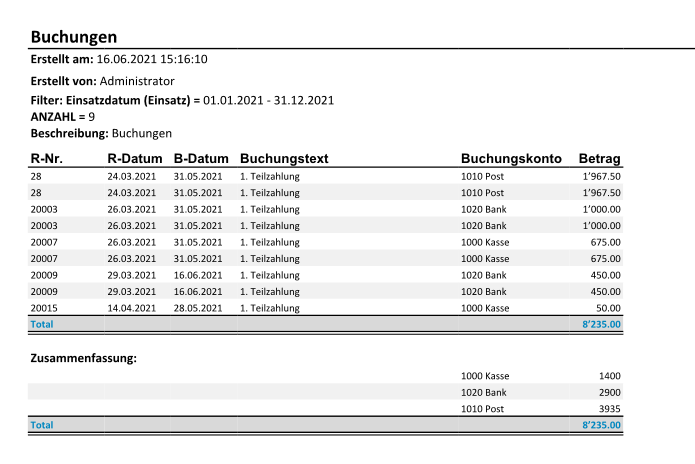 Buchungen
Erstellt am: 16.06.2021 15:16:10
Erstellt von: Administrator
Filter: Einsatzdatum (Einsatz) = 01.01.2021 - 31.12.2021
ANZAHL = 9
Beschreibung: Buchungen
R-Nr. R-Datum B-Datum Buchungstext Buchungskonto Betrag
28 24.03.2021 31.05.2021 1. Teilzahlung 1010 Post 1’967.50
28 24.03.2021 31.05.2021 1. Teilzahlung 1010 Post 1’967.50
20003 26.03.2021 31.05.2021 1. Teilzahlung 1020 Bank 1’000.00
20003 26.03.2021 31.05.2021 1. Teilzahlung 1020 Bank 1’000.00
20007 26.03.2021 31.05.2021 1. Teilzahlung 1000 Kasse 675.00
20007 26.03.2021 31.05.2021 1. Teilzahlung 1000 Kasse 675.00
20009 29.03.2021 16.06.2021 1. Teilzahlung 1020 Bank 450.00
20009 29.03.2021 16.06.2021 1. Teilzahlung 1020 Bank 450.00
20015 14.04.2021 28.05.2021 1. Teilzahlung 1000 Kasse 50.00
Total 8’235.00
Zusammenfassung:
1000 Kasse 1400
1020 Bank 2900
1010 Post 3935
Total 8’235.00